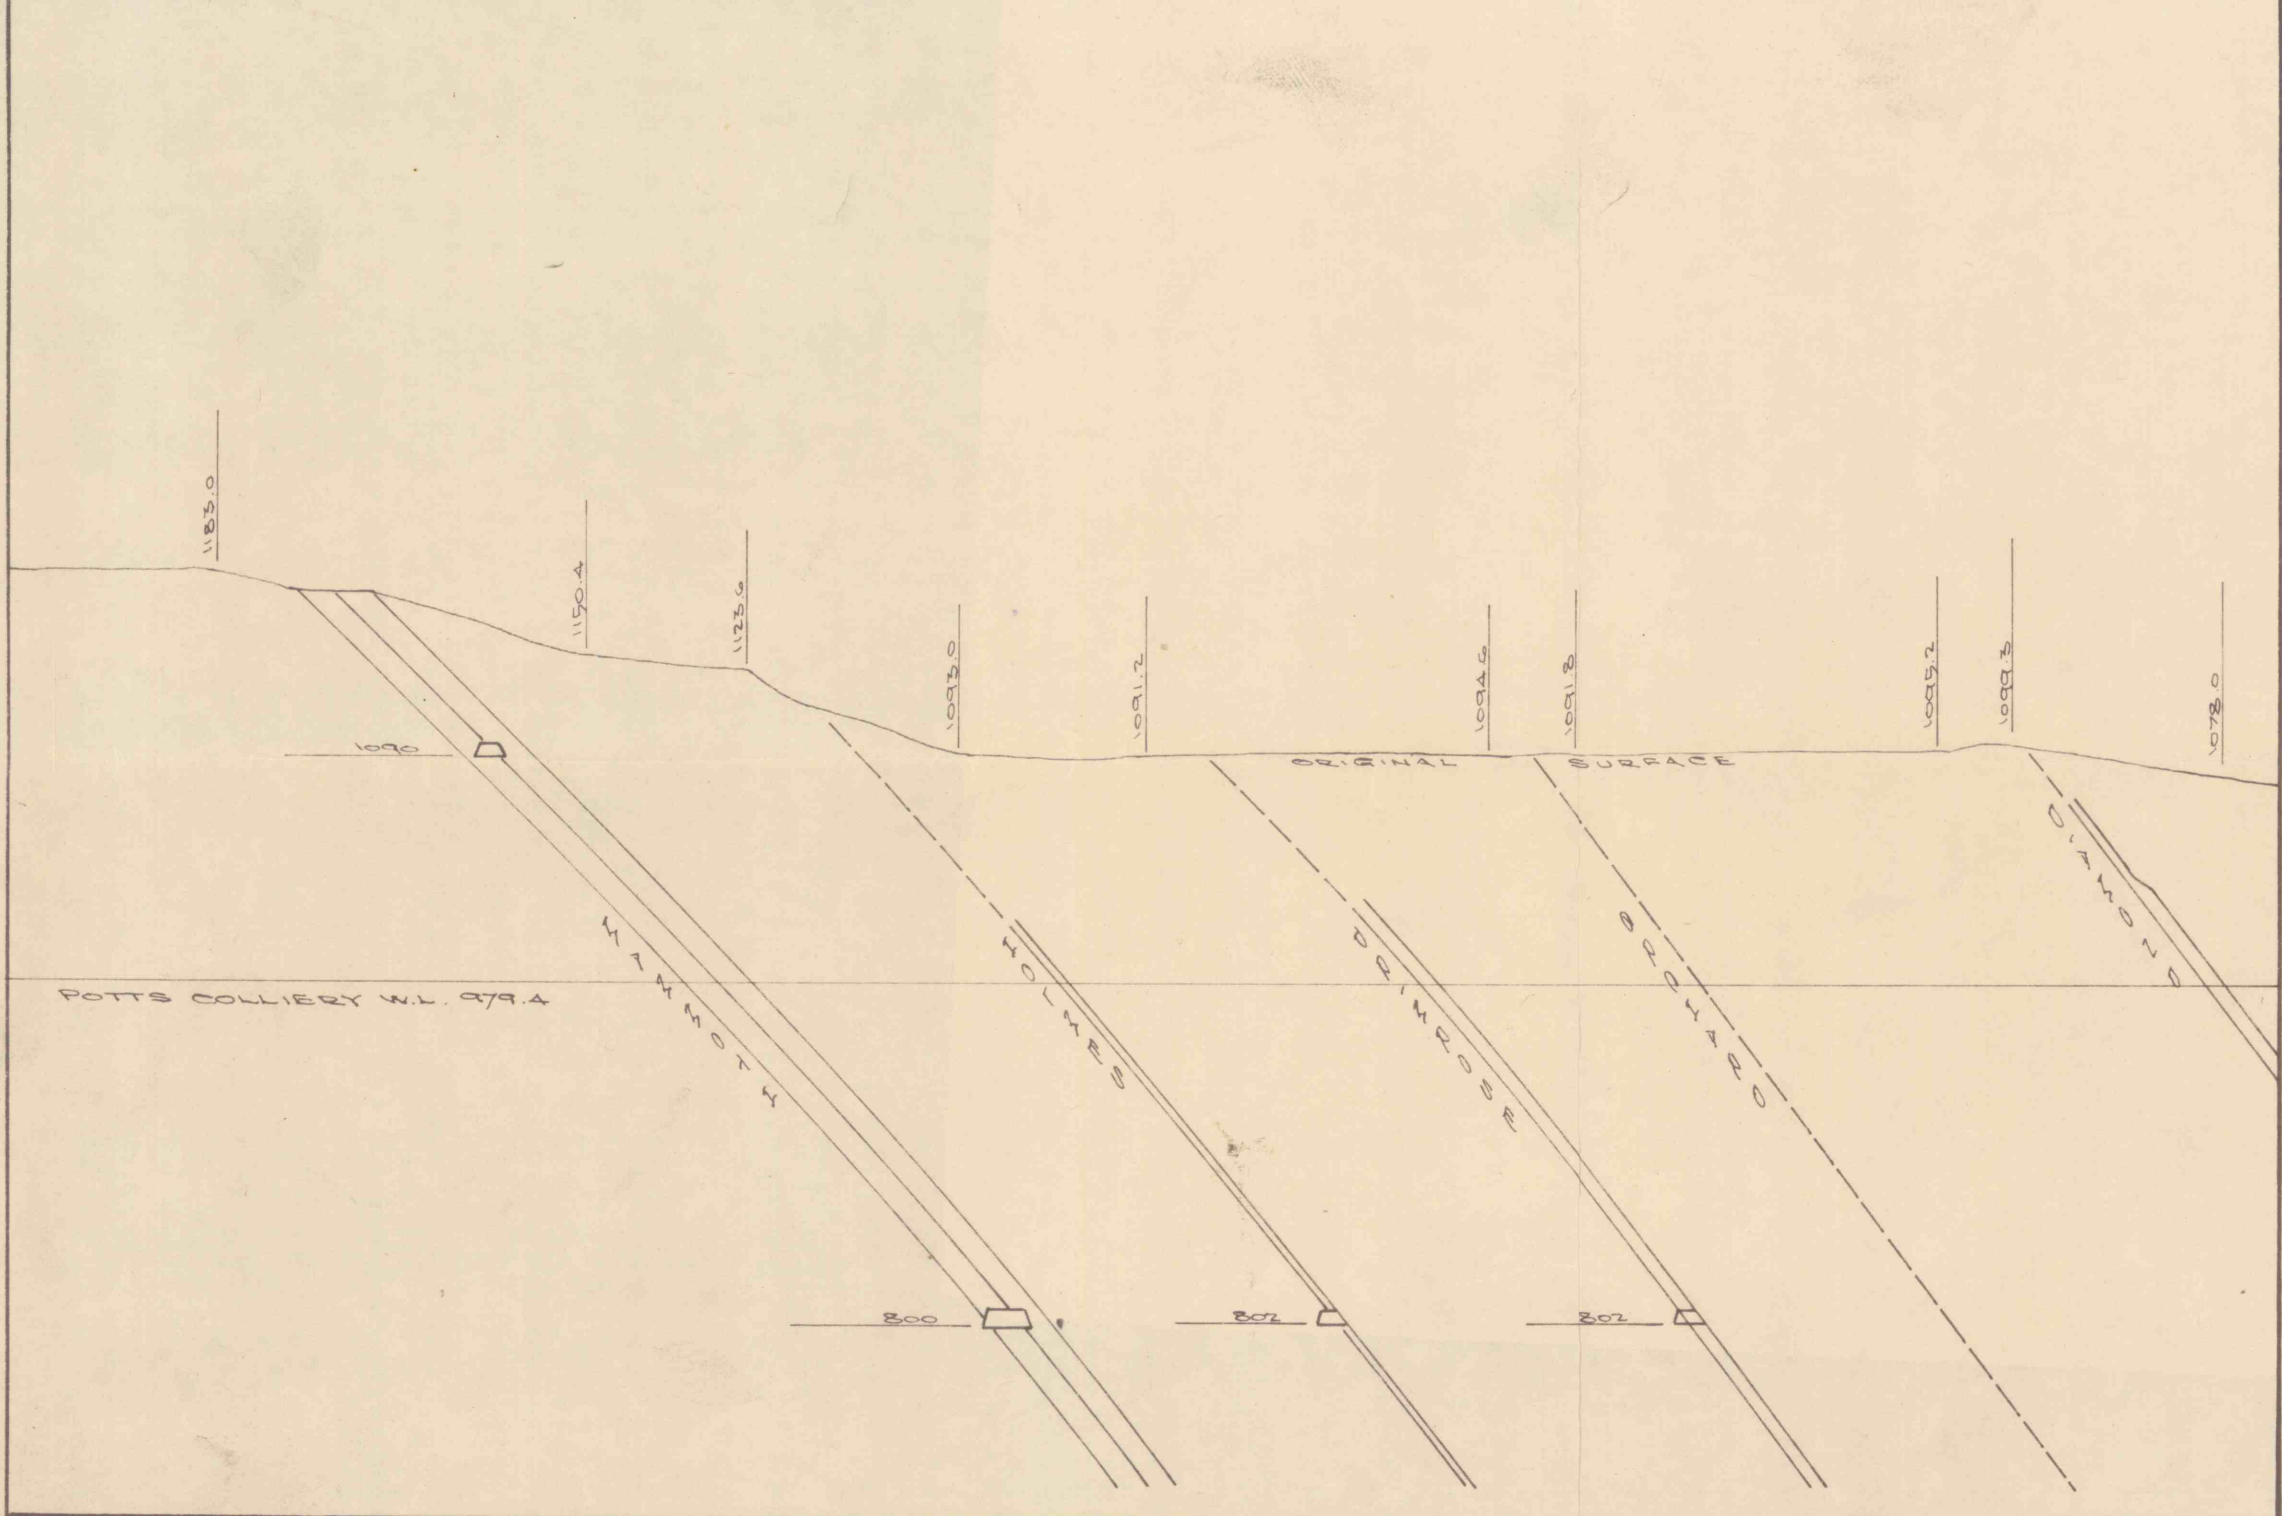 1183.0
1150.4
1123.6
1093.0
1091.2
1094.6
1091.8
1095.2
1099.3
1078.0
1090
ORIGINAL SURFACE
DIAMOND
MAMMOTH
HOLMES
PRIMROSE
ORCHARD
POTTS COLLIERY W.L. 979.4
800
802
802